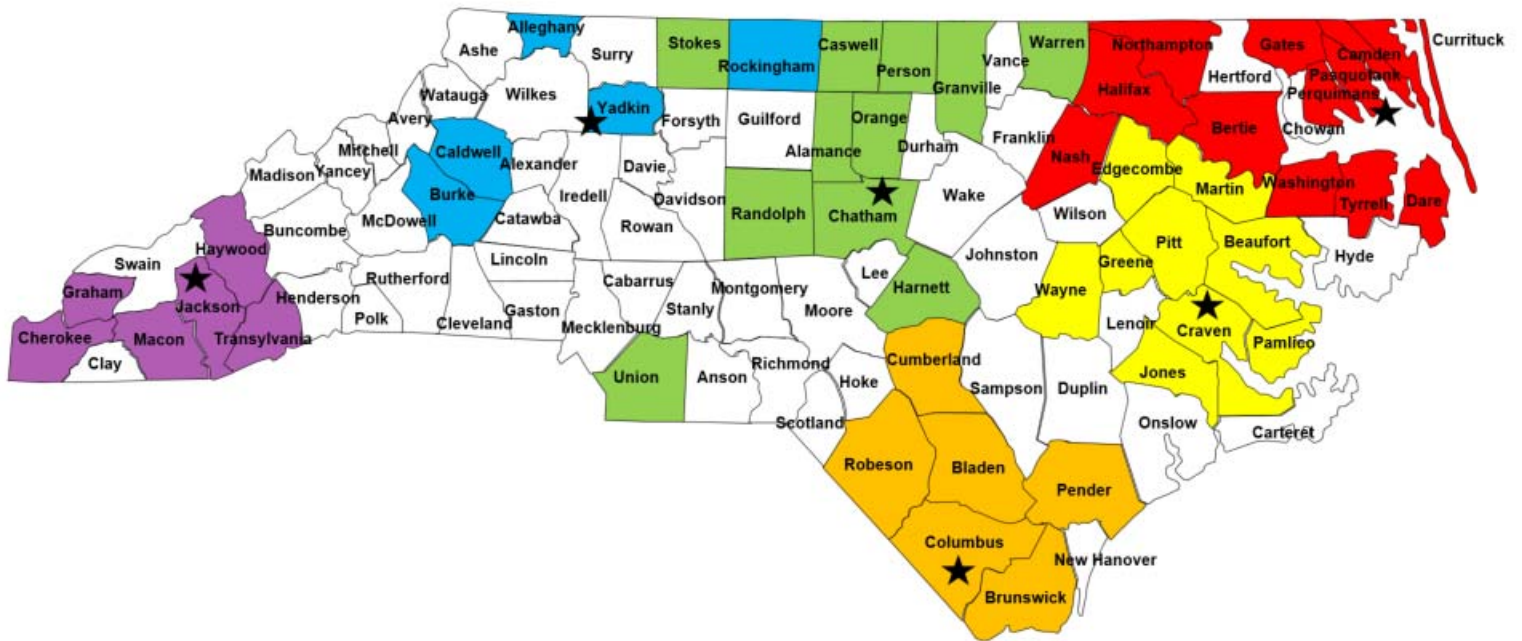 Alleghany
Ashe
Surry
Stokes
Rockingham
Caswell
Person
Granville
Vance
Warren
Northampton
Gates
Camden
Currituck
Pasquotank
Perquimans
Hertford
Halifax
Watauga
Wilkes
Yadkin
Forsyth
Guilford
Orange
Alamance
Durham
Franklin
Nash
Bertie
Chowan
Avery
Mitchell
Caldwell
Alexander
Davie
Madison
Yancey
Burke
Iredell
Davidson
Randolph
Chatham
Wake
Edgecombe
Martin
Washington
Tyrrell
Dare
McDowell
Catawba
Rowan
Wilson
Buncombe
Haywood
Swain
Lincoln
Johnston
Pitt
Beaufort
Hyde
Greene
Rutherford
Cabarrus
Montgomery
Lee
Harnett
Wayne
Graham
Jackson
Henderson
Polk
Cleveland
Gaston
Mecklenburg
Stanly
Moore
Lenoir
Craven
Pamlico
Cherokee
Macon
Transylvania
Clay
Cumberland
Richmond
Union
Anson
Hoke
Sampson
Duplin
Jones
Scotland
Onslow
Carteret
Robeson
Bladen
Pender
Columbus
New Hanover
Brunswick